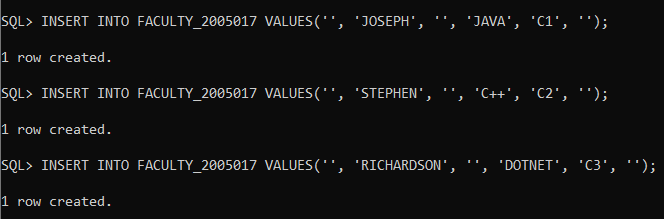 SQL> INSERT INTO FACULTY_2005017 VALUES('', 'JOSEPH', '', 'JAVA', 'C1', '');
1 row created.
SQL> INSERT INTO FACULTY_2005017 VALUES('', 'STEPHEN', '', 'C++', 'C2', '');
1 row created.
SQL> INSERT INTO FACULTY_2005017 VALUES('', 'RICHARDSON', '', 'DOTNET', 'C3', '');
1 row created.